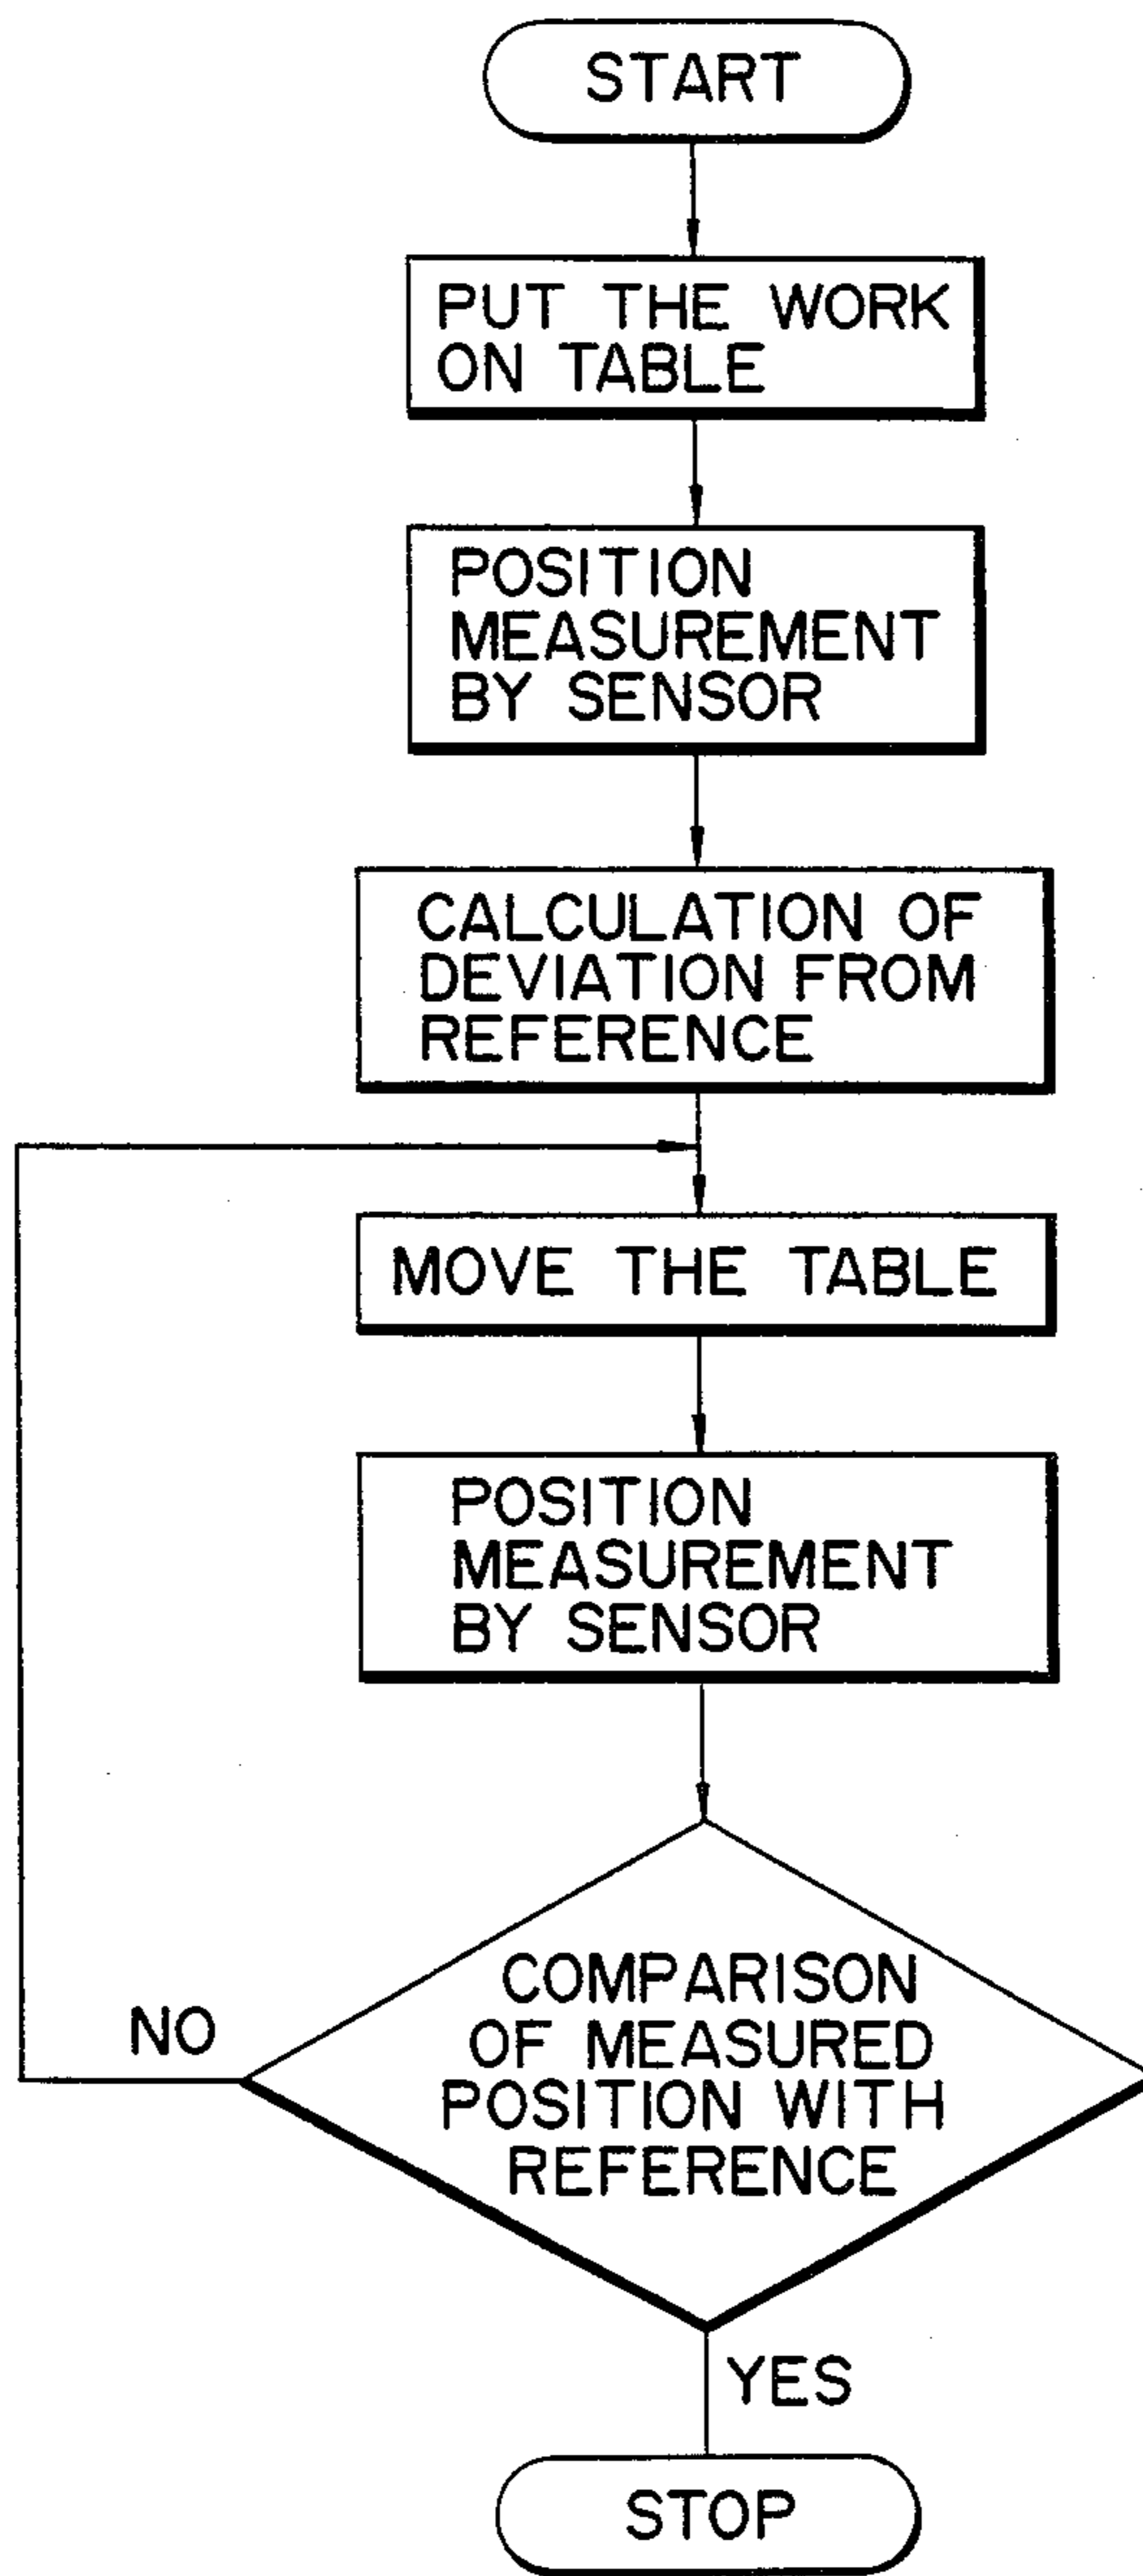 START
PUT THE WORK
ON TABLE
POSITION
MEASUREMENT
BY SENSOR
CALCULATION OF
DEVIATION FROM
REFERENCE
MOVE THE TABLE
POSITION
MEASUREMENT
BY SENSOR
COMPARISON
OF MEASURED
POSITION WITH
REFERENCE
NO
YES
STOP